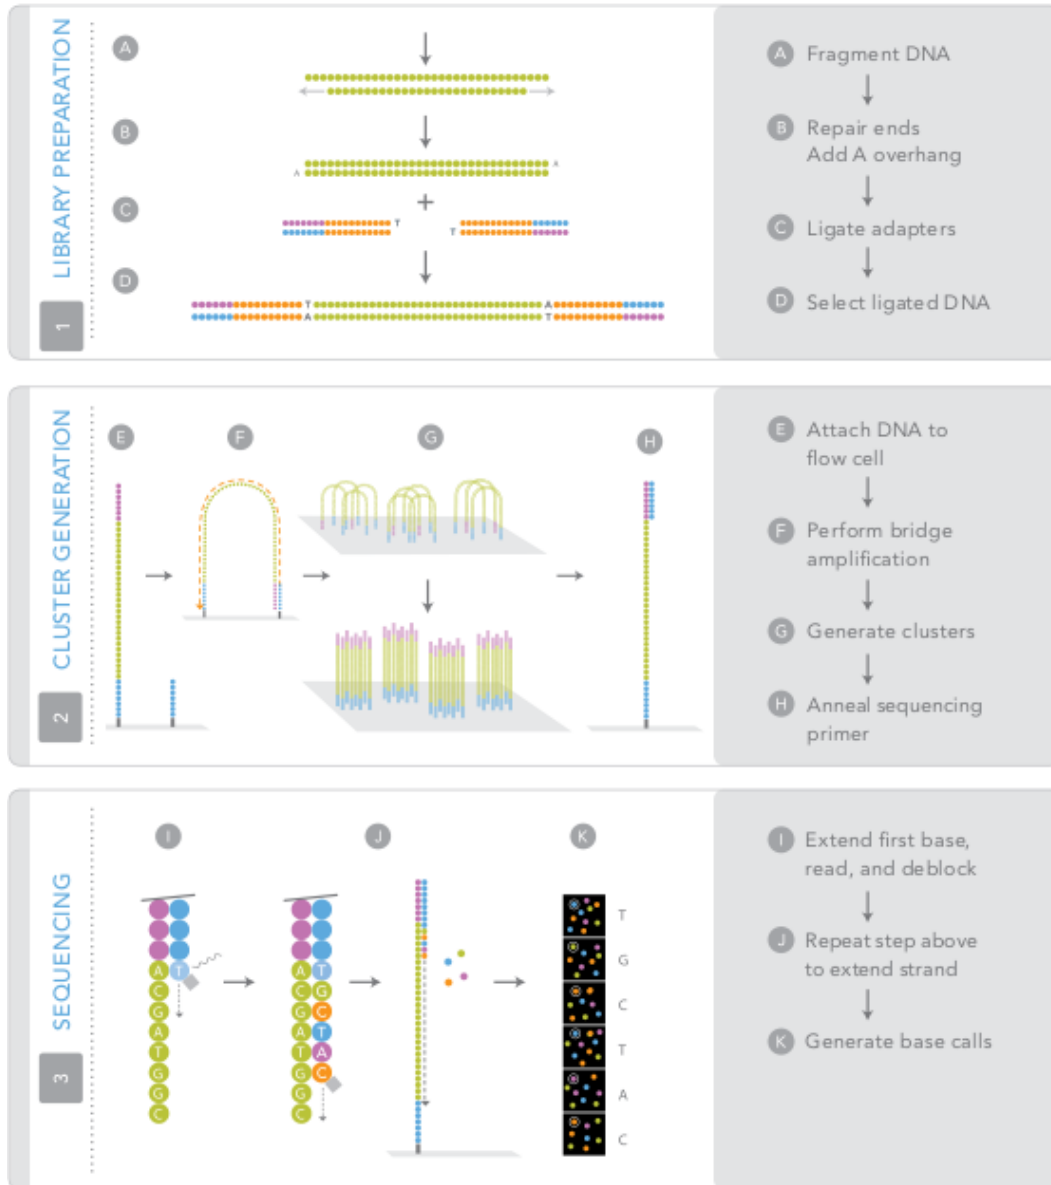 LIBRARY PREPARATION
1
A
B
A
A
C
+
T
T
D
T
A
A
T
A Fragment DNA
B Repair ends
Add A overhang
C Ligate adapters
D Select ligated DNA
CLUSTER GENERATION
2
E
F
G
H
E Attach DNA to
flow cell
F Perform bridge
amplification
G Generate clusters
H Anneal sequencing
primer
SEQUENCING
3
I
J
K
A T
C
G
A
T
G
G
C
A T
C G
G C
A T
T A
G C
G
C
T
G
C
T
A
C
I Extend first base,
read, and deblock
J Repeat step above
to extend strand
K Generate base calls